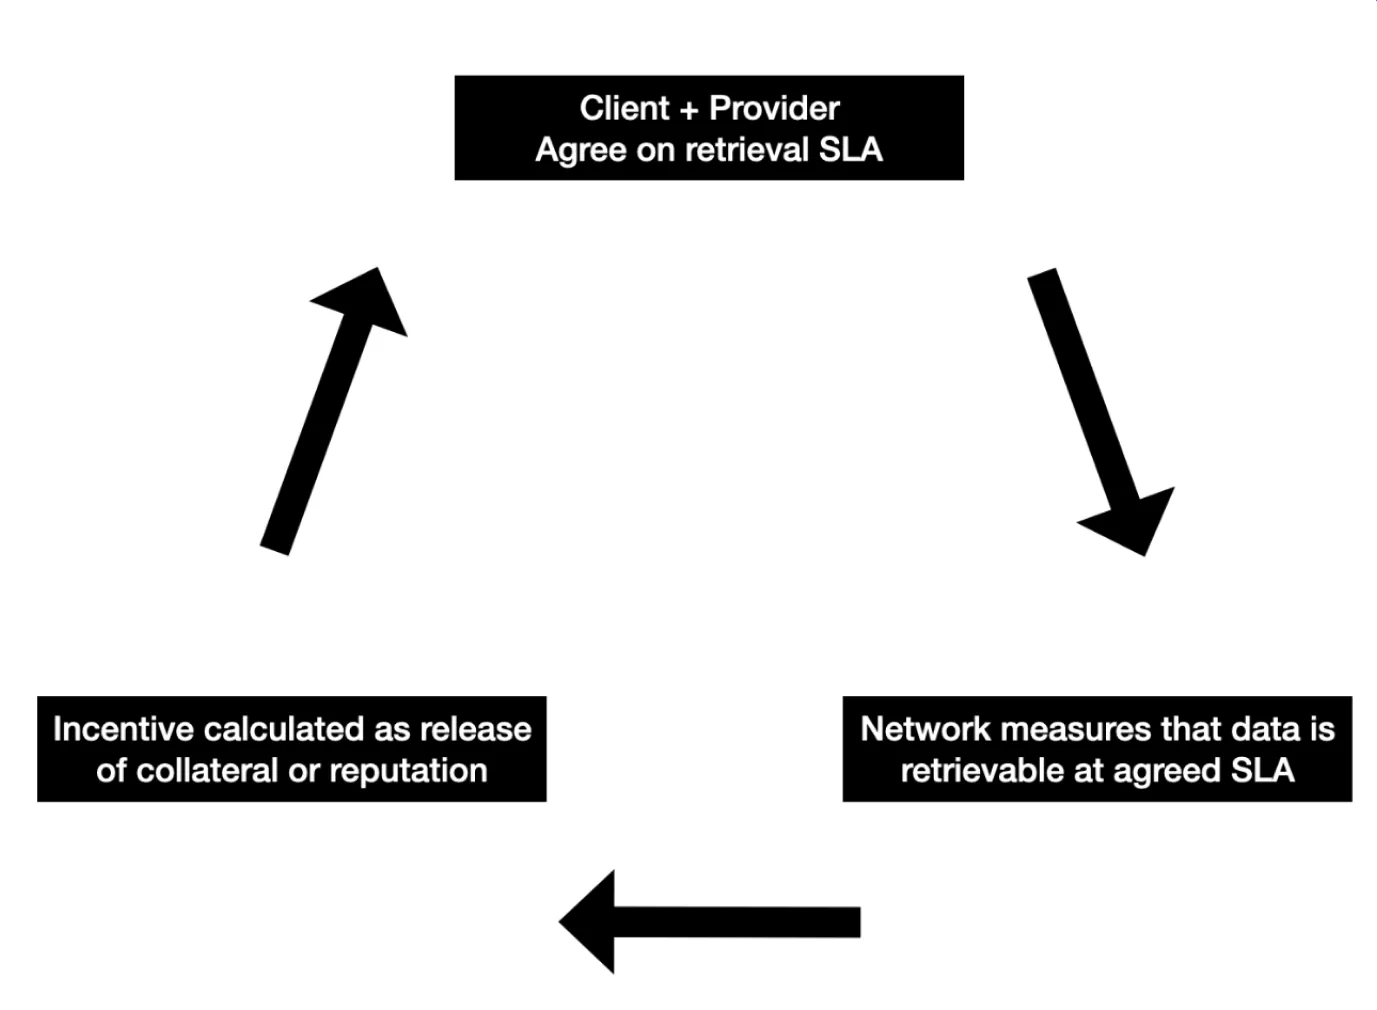 Client + Provider
Agree on retrieval SLA
Incentive calculated as release
of collateral or reputation
Network measures that data is
retrievable at agreed SLA